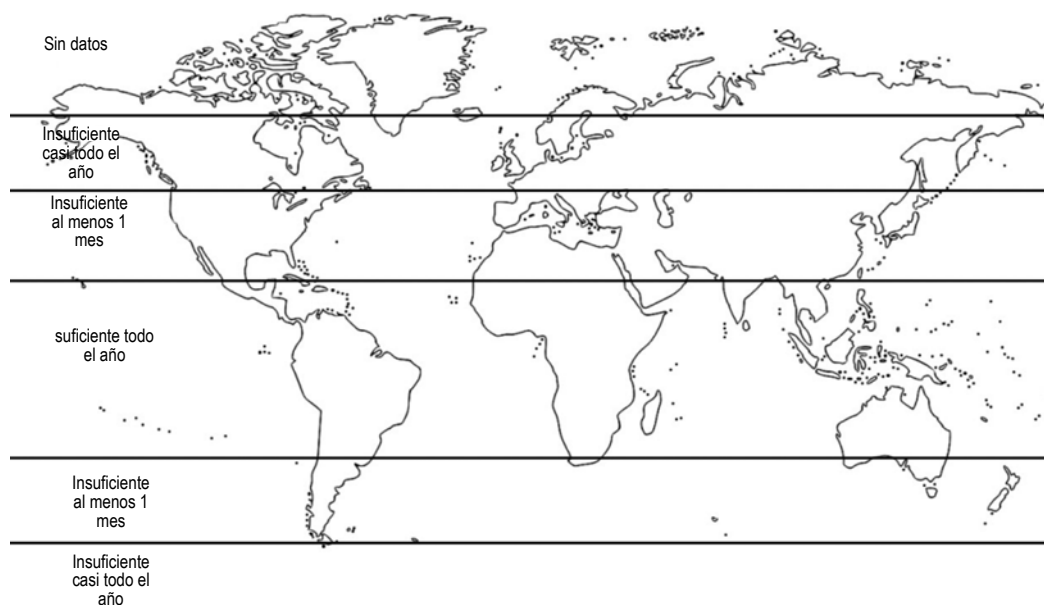 Sin datos
Insuficiente
casi todo el
año
Insuficiente
al menos 1
mes
suficiente todo
el año
Insuficiente
al menos 1
mes
Insuficiente
casi todo el
año